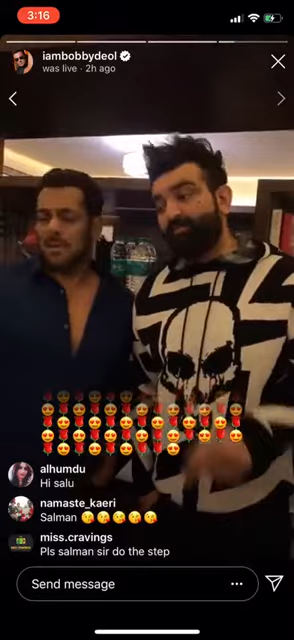 3:16
iambobbydeol
was live · 2h ago
alhumdu
Hi salu
namaste_kaeri
Salman 😘😘😘😘😘
miss.cravings
Pls salman sir do the step
Send message